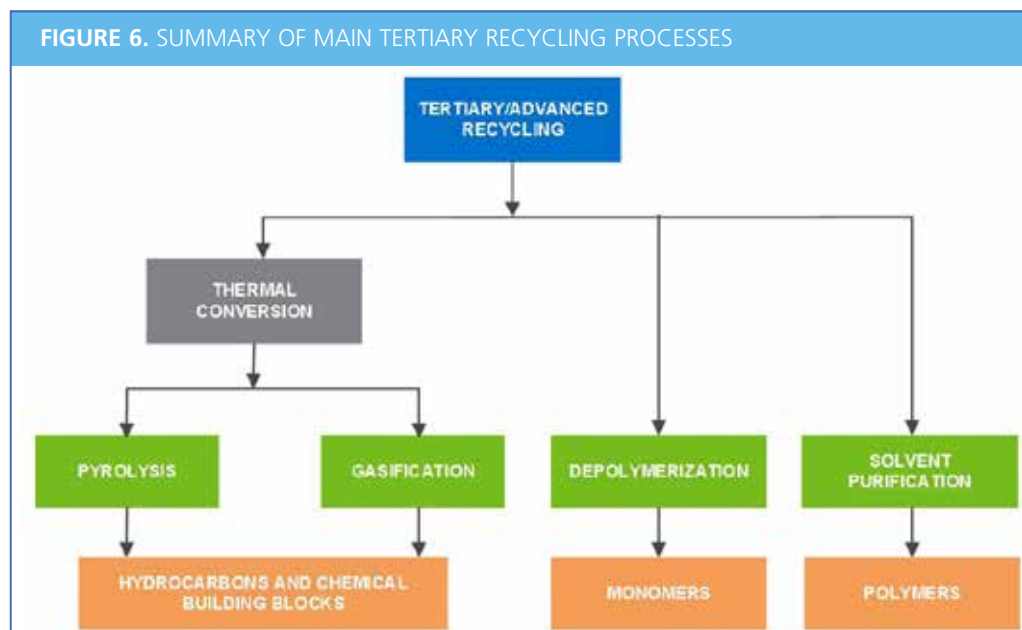 FIGURE 6. SUMMARY OF MAIN TERTIARY RECYCLING PROCESSES
TERTIARY/ADVANCED
RECYCLING
THERMAL
CONVERSION
PYROLYSIS
GASIFICATION
DEPOLYMERIZATION
SOLVENT
PURIFICATION
HYDROCARBONS AND CHEMICAL
BUILDING BLOCKS
MONOMERS
POLYMERS